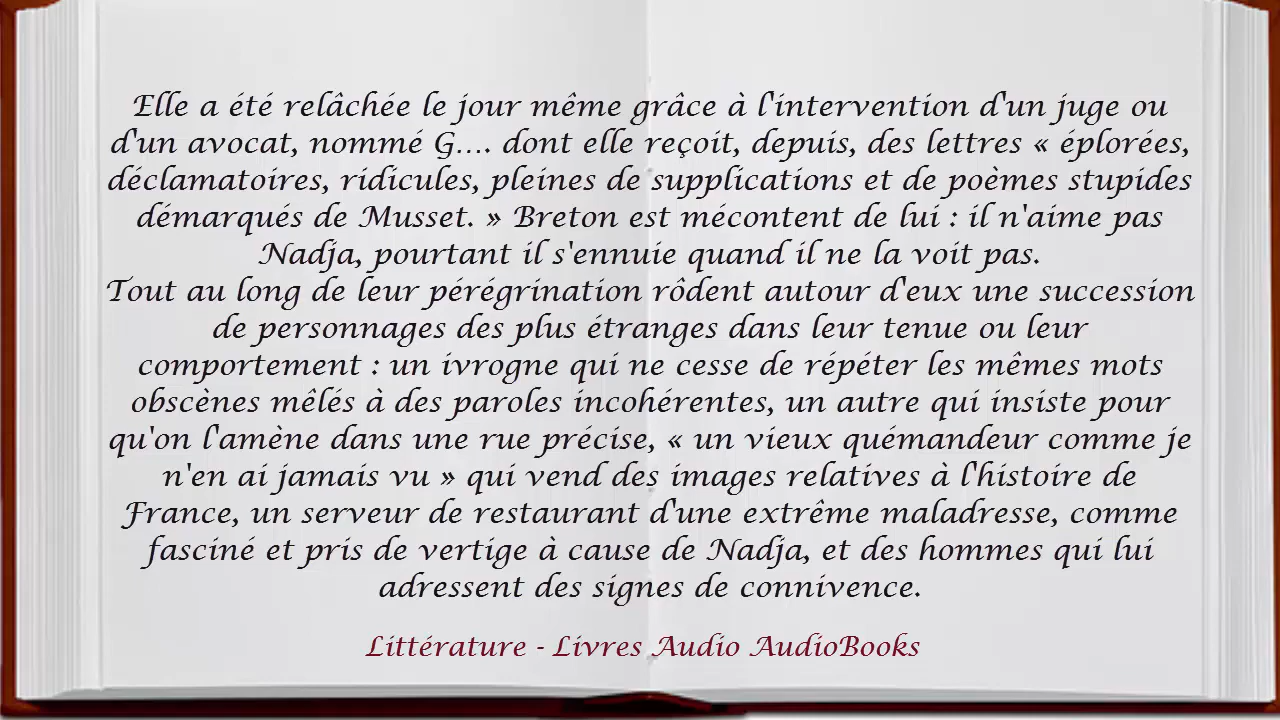 Elle a été relâchée le jour même grâce à l'intervention d'un juge ou
d'un avocat, nommé G.... dont elle reçoit, depuis, des lettres « éplorées,
déclamatoires, ridicules, pleines de supplications et de poèmes stupides
démarqués de Musset. » Breton est mécontent de lui : il n'aime pas
Nadja, pourtant il s'ennuie quand il ne la voit pas.
Tout au long de leur pérégrination rôdent autour d'eux une succession
de personnages des plus étranges dans leur tenue ou leur
comportement : un ivrogne qui ne cesse de répéter les mêmes mots
obscènes mêlés à des paroles incohérentes, un autre qui insiste pour
qu'on l'amène dans une rue précise, « un vieux quémandeur comme je
n'en ai jamais vu » qui vend des images relatives à l'histoire de
France, un serveur de restaurant d'une extrême maladresse, comme
fasciné et pris de vertige à cause de Nadja, et des hommes qui lui
adressent des signes de connivence.
Littérature - Livres Audio AudioBooks